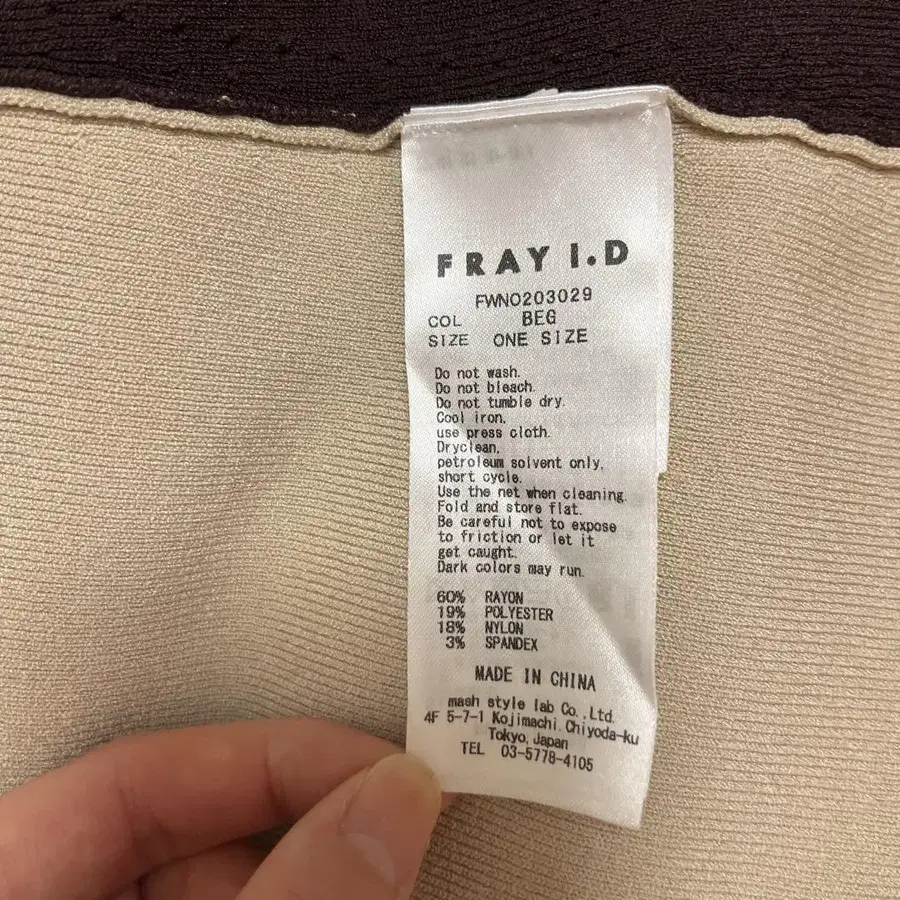 FRAY I.D
FWNO203029
COL BEG
SIZE ONE SIZE
Do not wash.
Do not bleach.
Do not tumble dry.
Cool iron,
use press cloth.
Dryclean,
petroleum solvent only,
short cycle.
Use the net when cleaning.
Fold and store flat.
Be careful not to expose
to friction or let it
get caught.
Dark colors may run.
60% RAYON
19% POLYESTER
18% NYLON
3% SPANDEX
MADE IN CHINA
mash style lab Co.,Ltd.
4F 5-7-1 Kojimachi.Chiyoda-ku
Tokyo.Japan
TEL 03-5778-4105